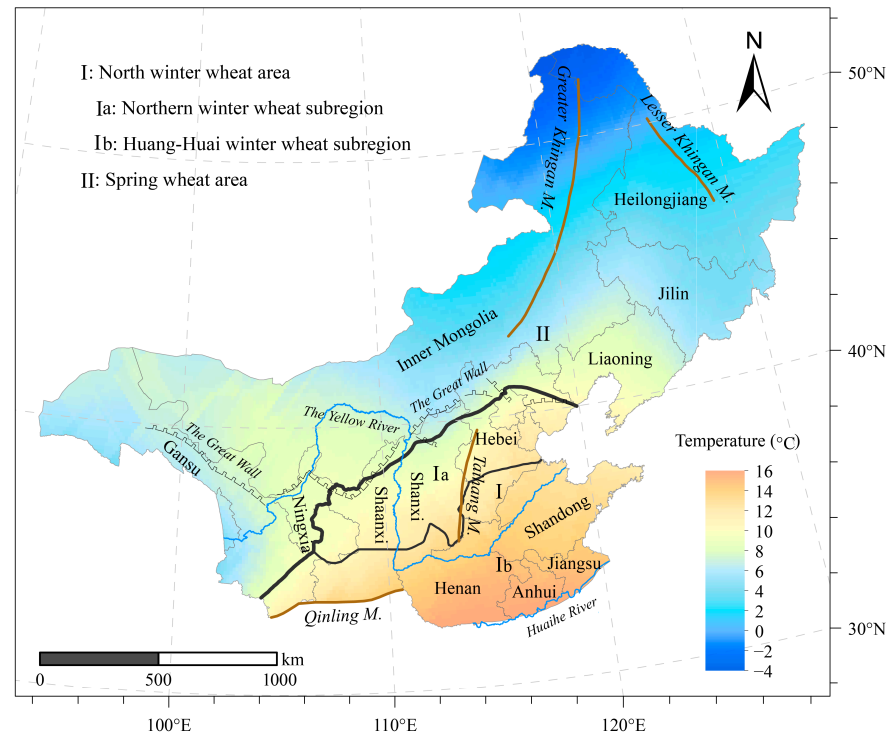 N
I: North winter wheat area
Ia: Northern winter wheat subregion
Ib: Huang-Huai winter wheat subregion
II: Spring wheat area
50°N
40°N
30°N
Greater Khingan M.
Lesser Khingan M.
Heilongjiang
Jilin
Inner Mongolia
II
Liaoning
The Great Wall
The Yellow River
The Great Wall
Gansu
Hebei
Ia
Taihang M.
I
Ningxia
Shaanxi
Shanxi
Shandong
Ib
Jiangsu
Henan
Anhui
Huaihe River
Qinling M.
Temperature (°C)
16
14
12
10
8
6
4
2
0
−2
−4
km
0
500
1000
100°E
110°E
120°E